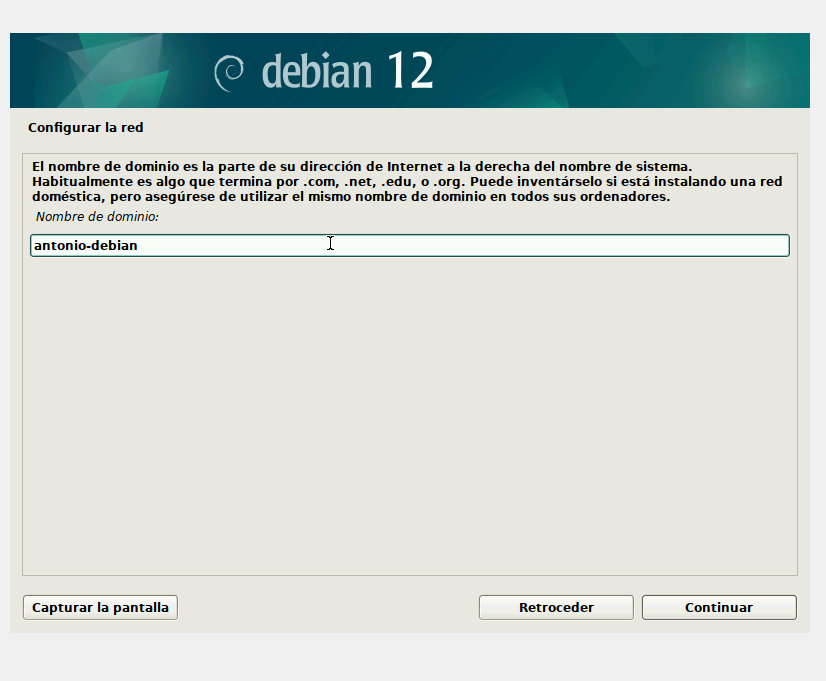 debian 12
Configurar la red
El nombre de dominio es la parte de su dirección de Internet a la derecha del nombre de sistema.
Habitualmente es algo que termina por .com, .net, .edu, o .org. Puede inventárselo si está instalando una red
doméstica, pero asegúrese de utilizar el mismo nombre de dominio en todos sus ordenadores.
Nombre de dominio:
antonio-debian
Capturar la pantalla
Retroceder
Continuar